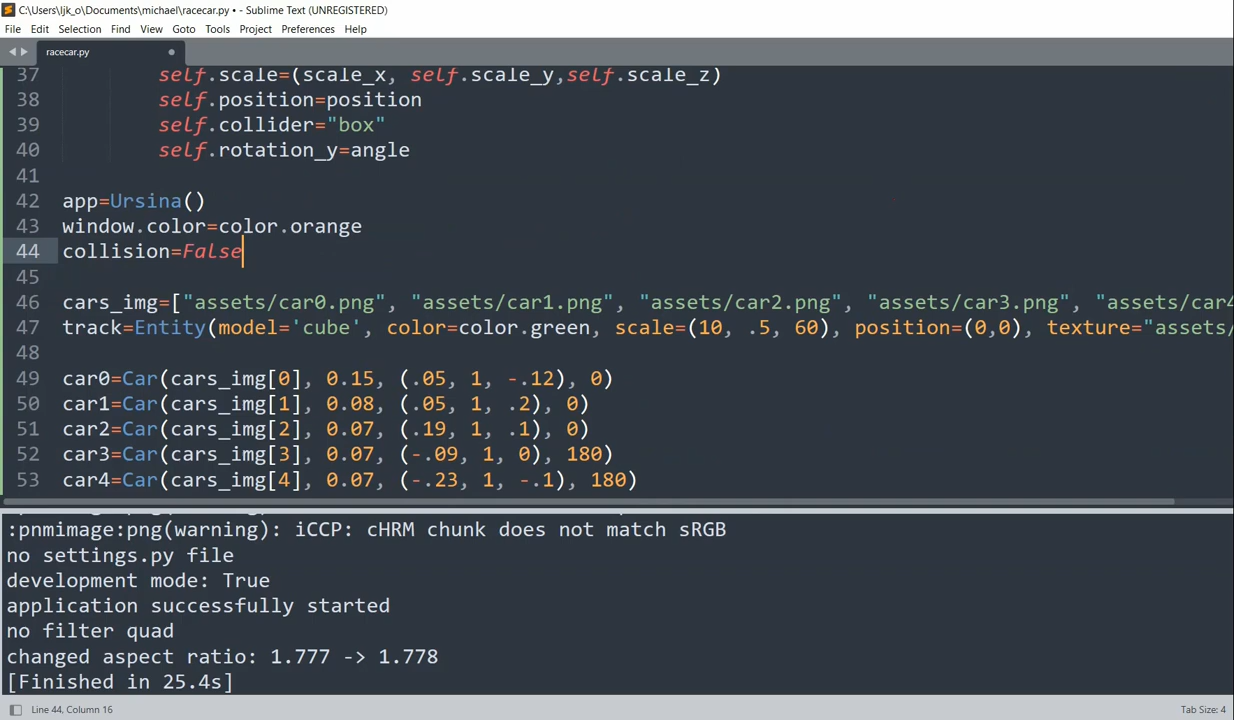 C:\Users\ljk_o\Documents\michael\racecar.py • - Sublime Text (UNREGISTERED)
File Edit Selection Find View Goto Tools Project Preferences Help
racecar.py
37 self.scale=(scale_x, self.scale_y,self.scale_z)
38 self.position=position
39 self.collider="box"
40 self.rotation_y=angle
41
42 app=Ursina()
43 window.color=color.orange
44 collision=False
45
46 cars_img=["assets/car0.png", "assets/car1.png", "assets/car2.png", "assets/car3.png", "assets/car4
47 track=Entity(model='cube', color=color.green, scale=(10, .5, 60), position=(0,0), texture="assets/
48
49 car0=Car(cars_img[0], 0.15, (.05, 1, -.12), 0)
50 car1=Car(cars_img[1], 0.08, (.05, 1, .2), 0)
51 car2=Car(cars_img[2], 0.07, (.19, 1, .1), 0)
52 car3=Car(cars_img[3], 0.07, (-.09, 1, 0), 180)
53 car4=Car(cars_img[4], 0.07, (-.23, 1, -.1), 180)
:pnmimage:png(warning): iCCP: cHRM chunk does not match sRGB
no settings.py file
development mode: True
application successfully started
no filter quad
changed aspect ratio: 1.777 -> 1.778
[Finished in 25.4s]
Line 44, Column 16 Tab Size: 4